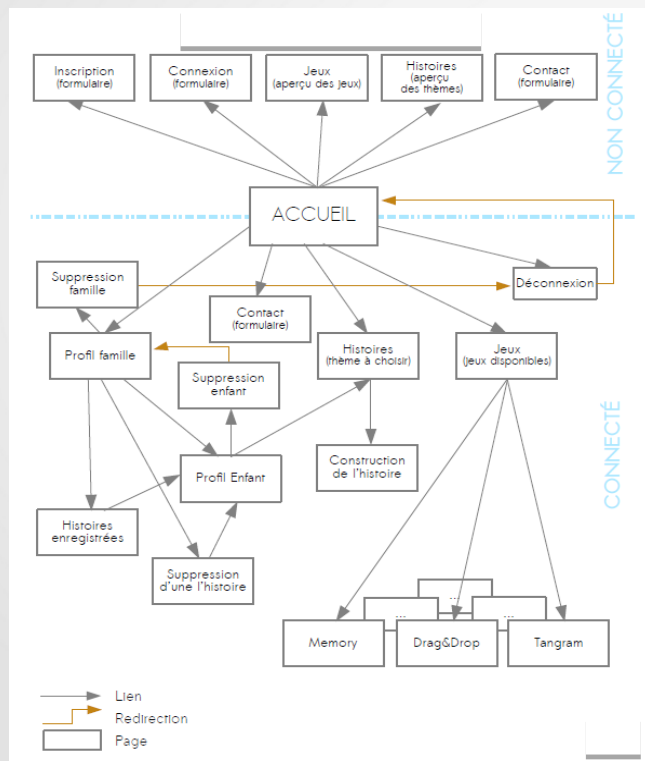 Inscription
(formulaire)
Connexion
(formulaire)
Jeux
(aperçu des jeux)
Histoires
(aperçu
des thèmes)
Contact
(formulaire)
NON CONNECTÉ
ACCUEIL
Suppression
famille
Déconnexion
Contact
(formulaire)
Profil famille
Histoires
(thème à choisir)
Jeux
(jeux disponibles)
Suppression
enfant
CONNECTÉ
Profil Enfant
Construction
de l'histoire
Histoires
enregistrées
Suppression
d'une l'histoire
...
...
...
Memory
Drag&Drop
Tangram
Lien
Redirection
Page